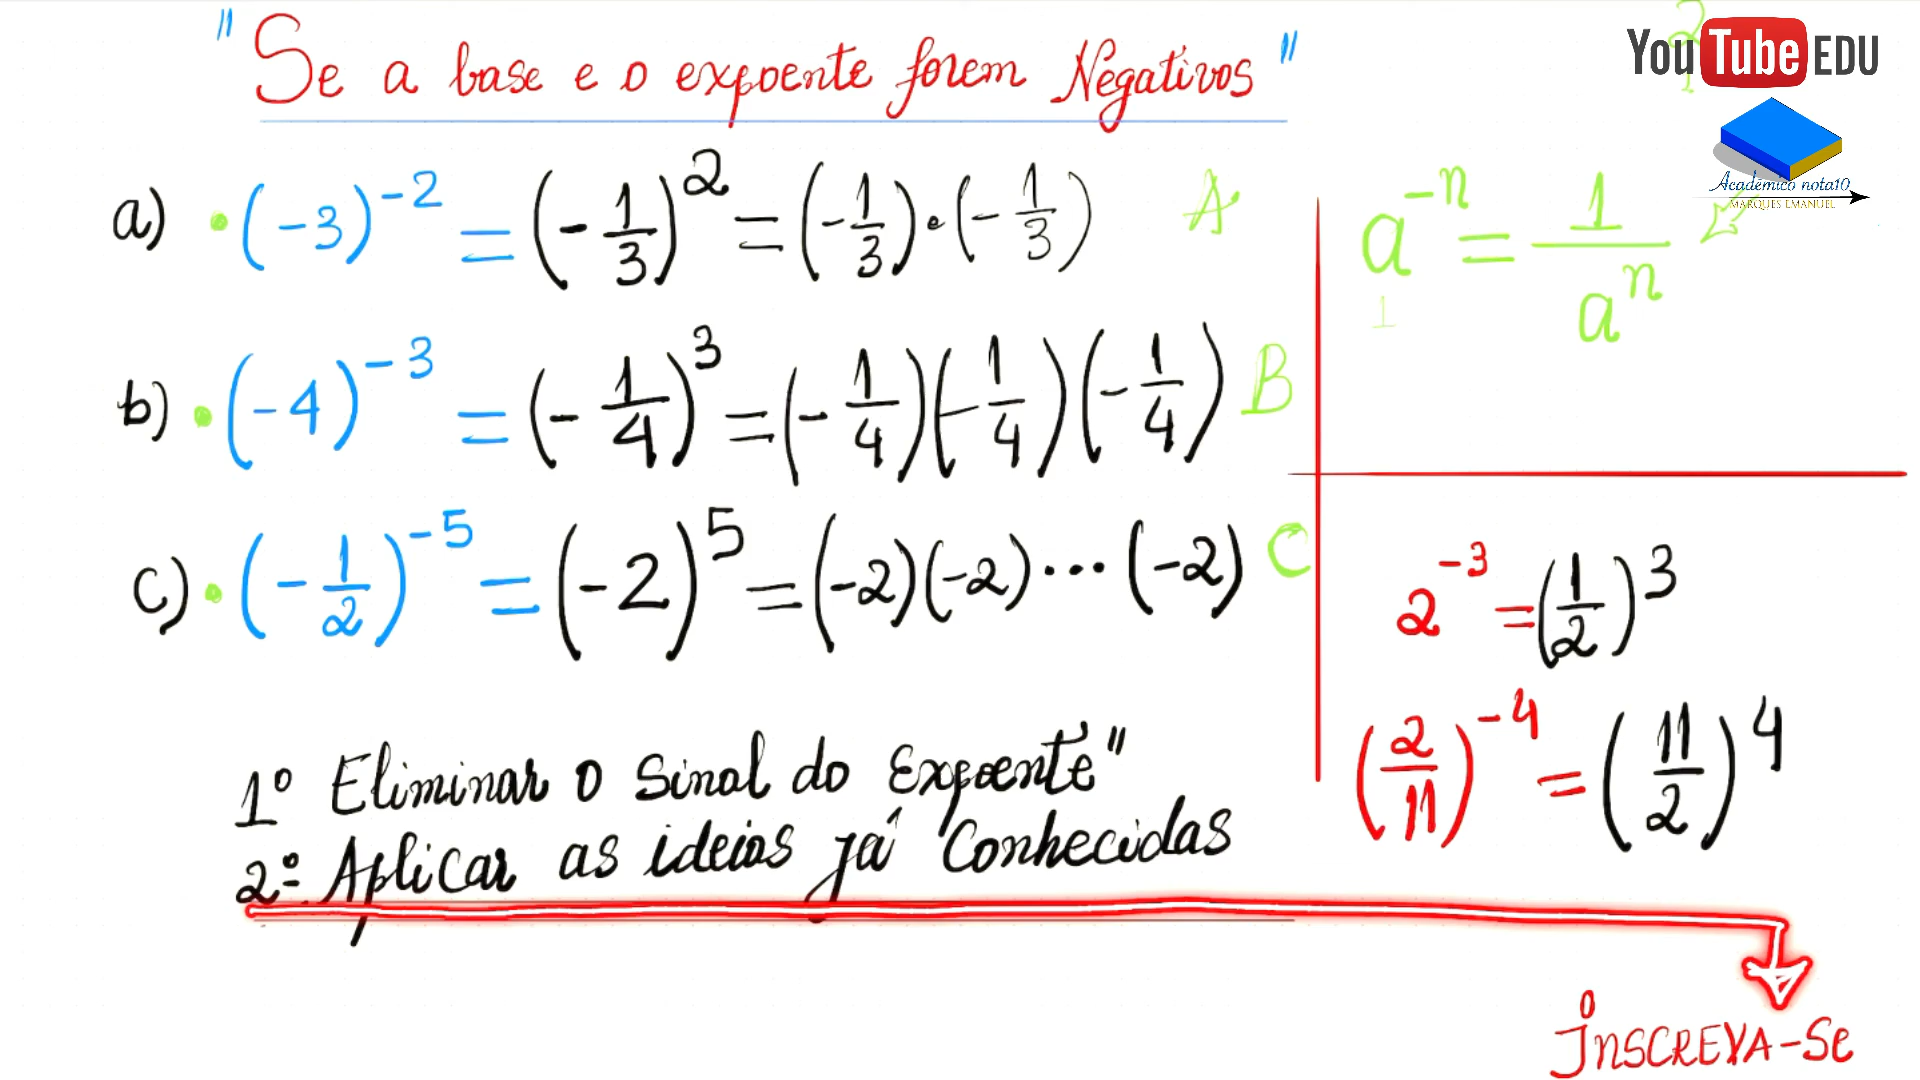 "Se a base e o expoente forem Negativos"
YouTube EDU
Acadêmico nota10
MARQUES EMANUEL
a) • (-3)^-2 = (-1/3)^2 = (-1/3)•(-1/3) A
b) • (-4)^-3 = (-1/4)^3 = (-1/4)(-1/4)(-1/4) B
c) • (-1/2)^-5 = (-2)^5 = (-2)(-2)...(-2) C
a^-n = 1/a^n
1
2^-3 = (1/2)^3
(2/11)^-4 = (11/2)^4
1º Eliminar o Sinal do Expoente"
2º Aplicar as ideias já Conhecidas
INSCREVA-Se